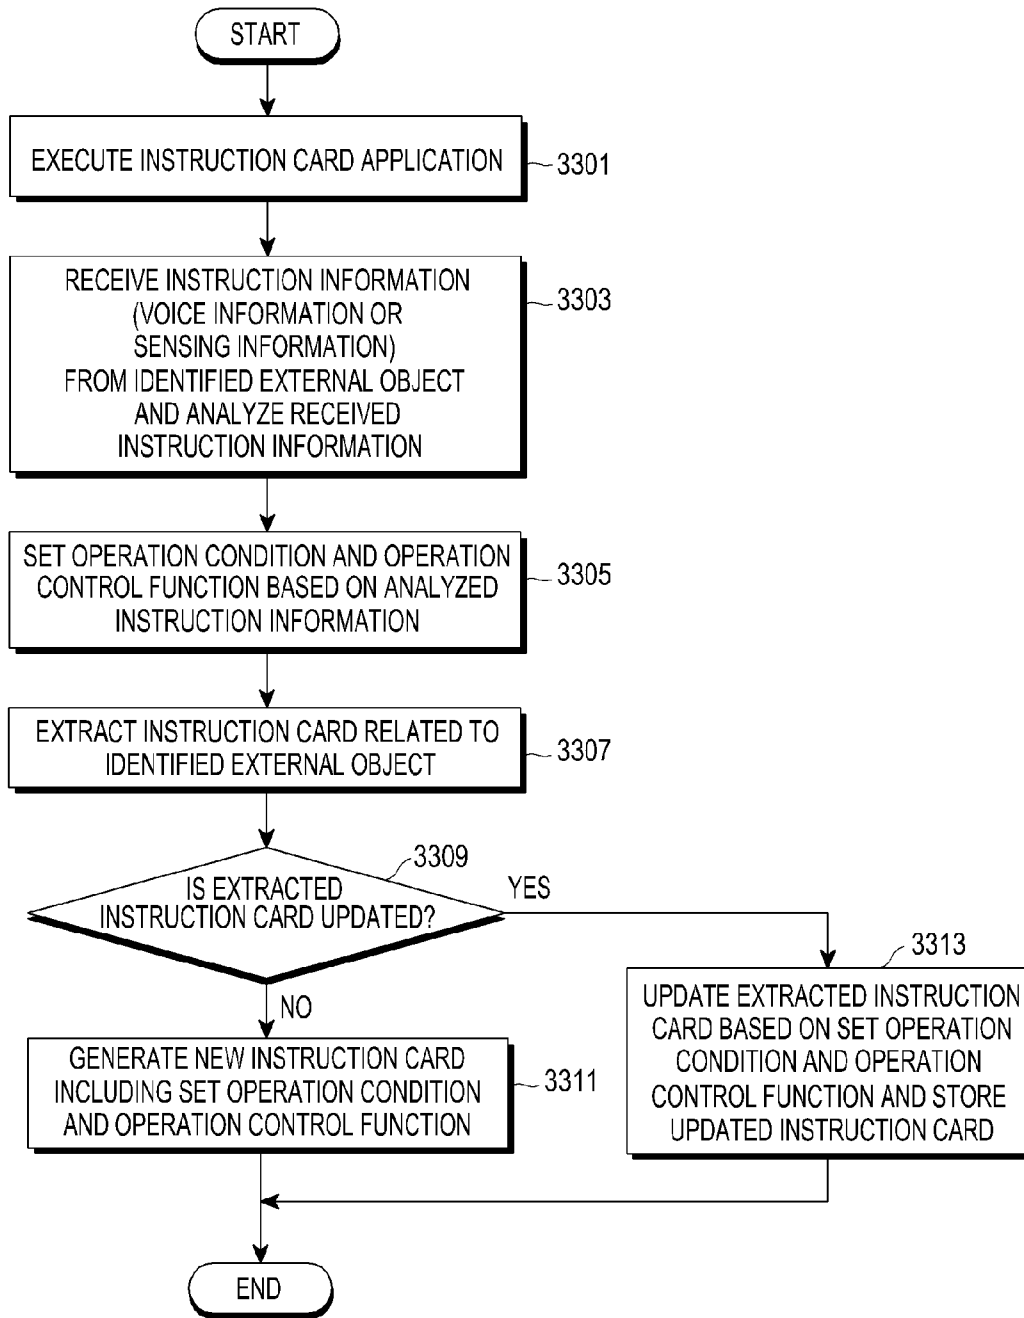 START
EXECUTE INSTRUCTION CARD APPLICATION
3301
RECEIVE INSTRUCTION INFORMATION
(VOICE INFORMATION OR
SENSING INFORMATION)
FROM IDENTIFIED EXTERNAL OBJECT
AND ANALYZE RECEIVED
INSTRUCTION INFORMATION
3303
SET OPERATION CONDITION AND OPERATION
CONTROL FUNCTION BASED ON ANALYZED
INSTRUCTION INFORMATION
3305
EXTRACT INSTRUCTION CARD RELATED TO
IDENTIFIED EXTERNAL OBJECT
3307
3309
IS EXTRACTED
INSTRUCTION CARD UPDATED?
YES
NO
GENERATE NEW INSTRUCTION CARD
INCLUDING SET OPERATION CONDITION
AND OPERATION CONTROL FUNCTION
3311
3313
UPDATE EXTRACTED INSTRUCTION
CARD BASED ON SET OPERATION
CONDITION AND OPERATION
CONTROL FUNCTION AND STORE
UPDATED INSTRUCTION CARD
END